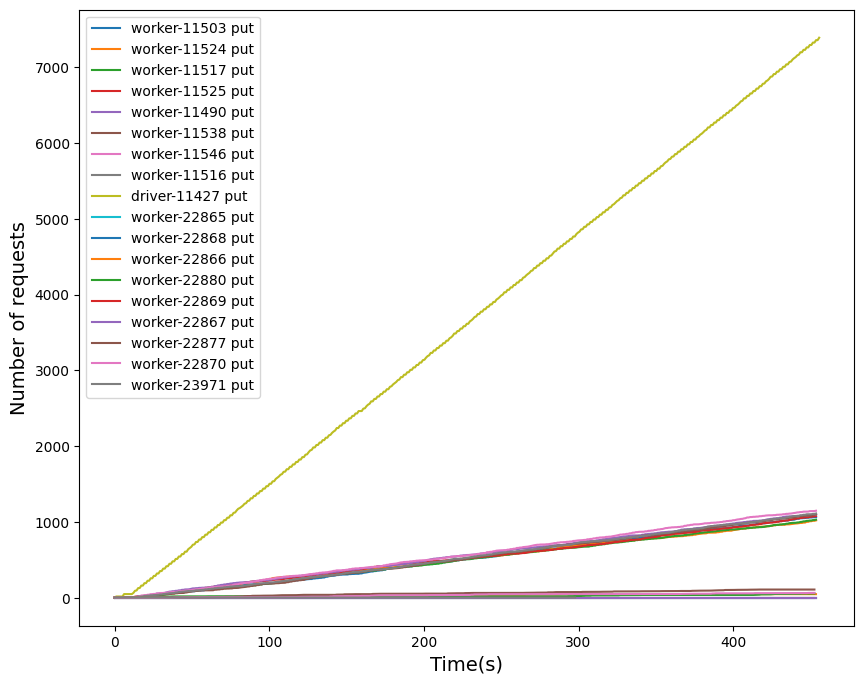 worker-11503 put
worker-11524 put
worker-11517 put
worker-11525 put
worker-11490 put
worker-11538 put
worker-11546 put
worker-11516 put
driver-11427 put
worker-22865 put
worker-22868 put
worker-22866 put
worker-22880 put
worker-22869 put
worker-22867 put
worker-22877 put
worker-22870 put
worker-23971 put
Number of requests
7000
6000
5000
4000
3000
2000
1000
0
0 100 200 300 400
Time(s)